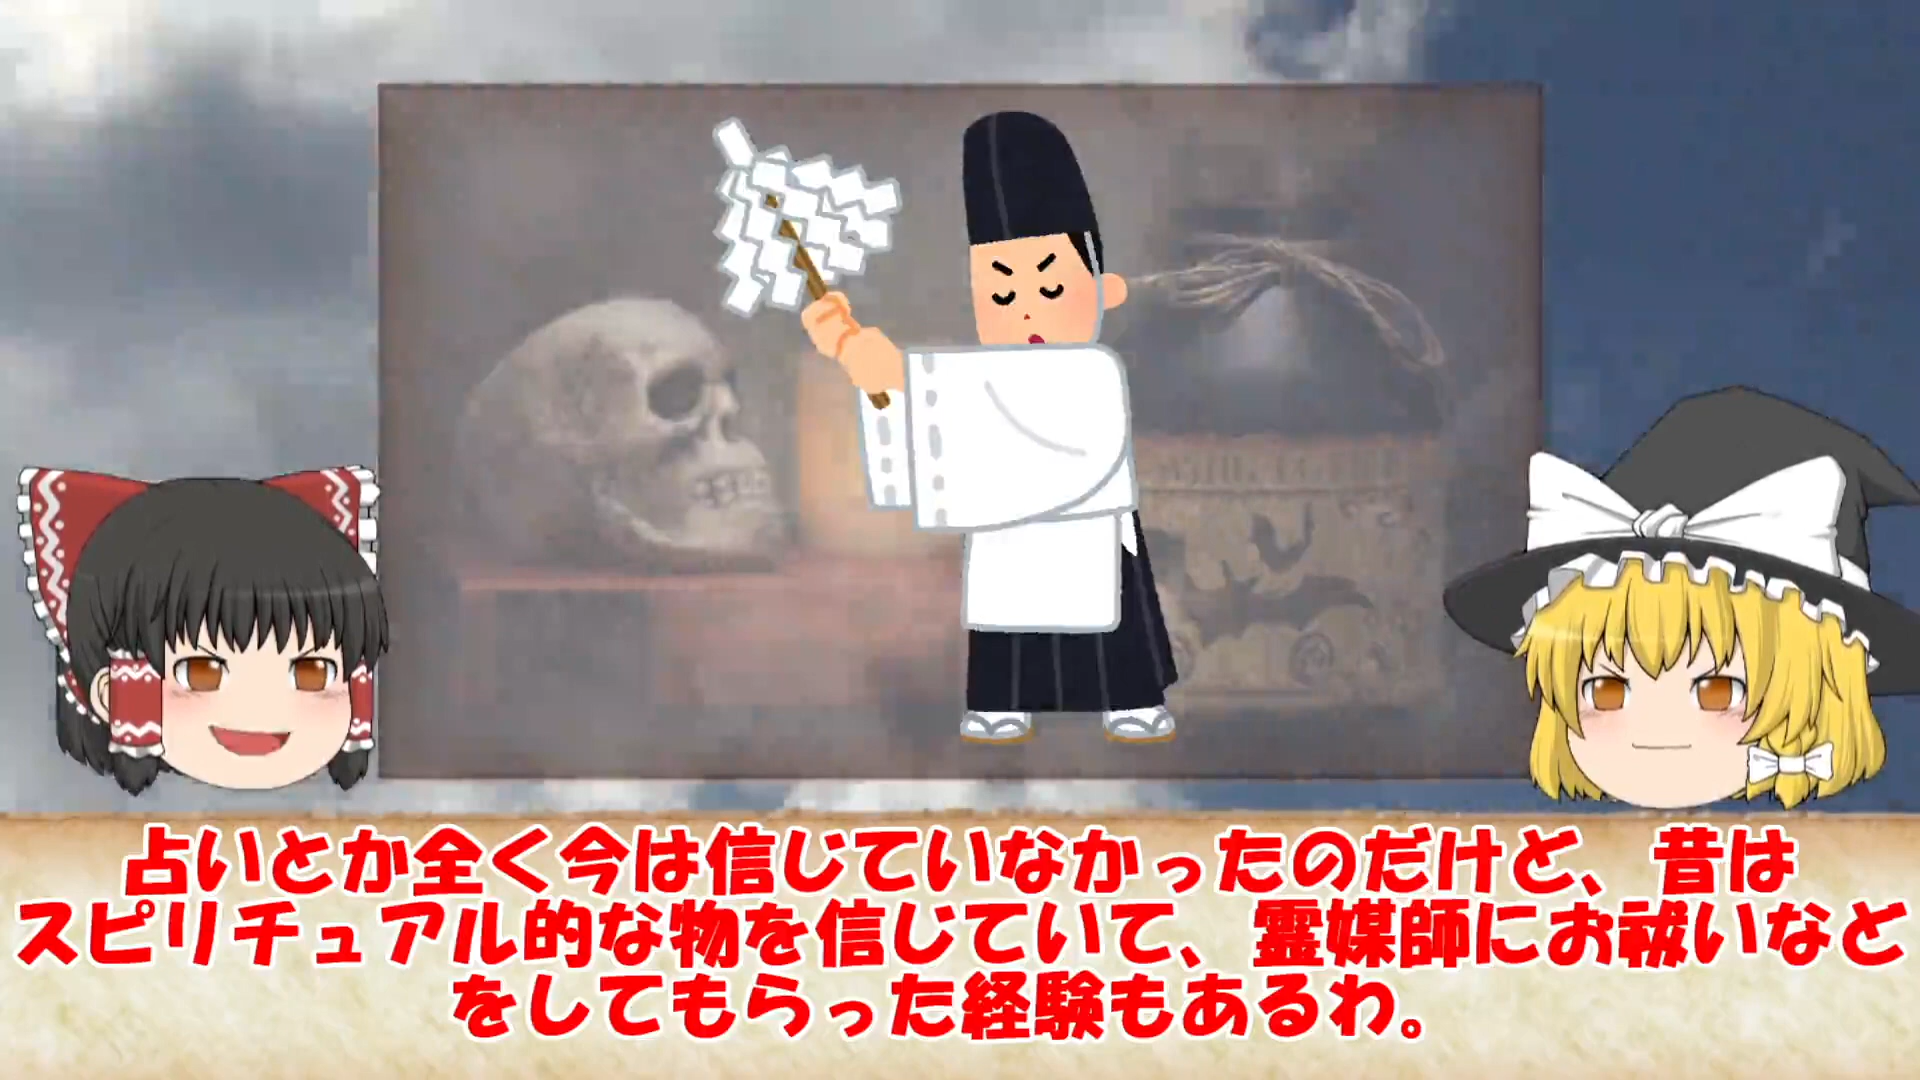 占いとか全く今は信じていなかったのだけど、昔は
スピリチュアル的な物を信じていて、霊媒師にお祓いなど
をしてもらった経験もあるわ。